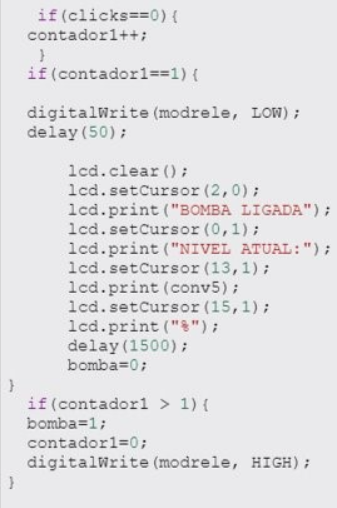 if(clicks==0){
contador1++;
}
if(contador1==1){
digitalWrite(modrele, LOW);
delay(50);
lcd.clear();
lcd.setCursor(2,0);
lcd.print("BOMBA LIGADA");
lcd.setCursor(0,1);
lcd.print("NIVEL ATUAL:");
lcd.setCursor(13,1);
lcd.print(conv5);
lcd.setCursor(15,1);
lcd.print("%");
delay(1500);
bomba=0;
}
if(contador1 > 1){
bomba=1;
contador1=0;
digitalWrite(modrele, HIGH);
}